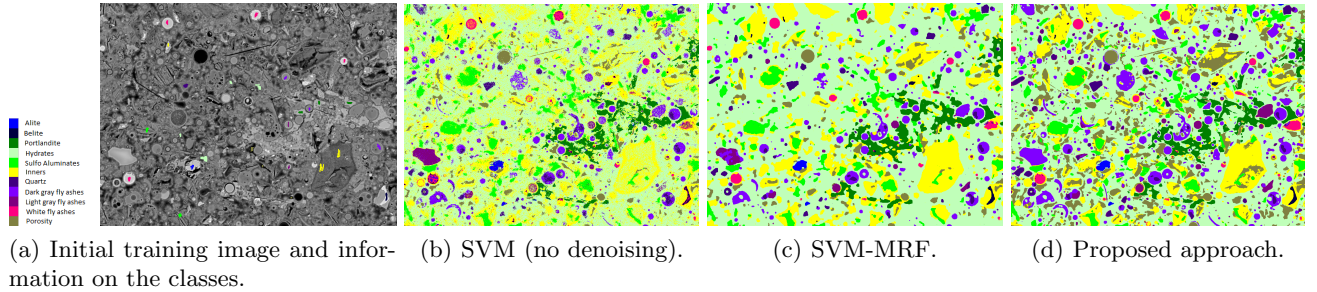 Alite
Belite
Portlandite
Hydrates
Sulfo Aluminates
Inners
Quartz
Dark gray fly ashes
Light gray fly ashes
White fly ashes
Porosity
(a) Initial training image and infor-
mation on the classes.
(b) SVM (no denoising).
(c) SVM-MRF.
(d) Proposed approach.